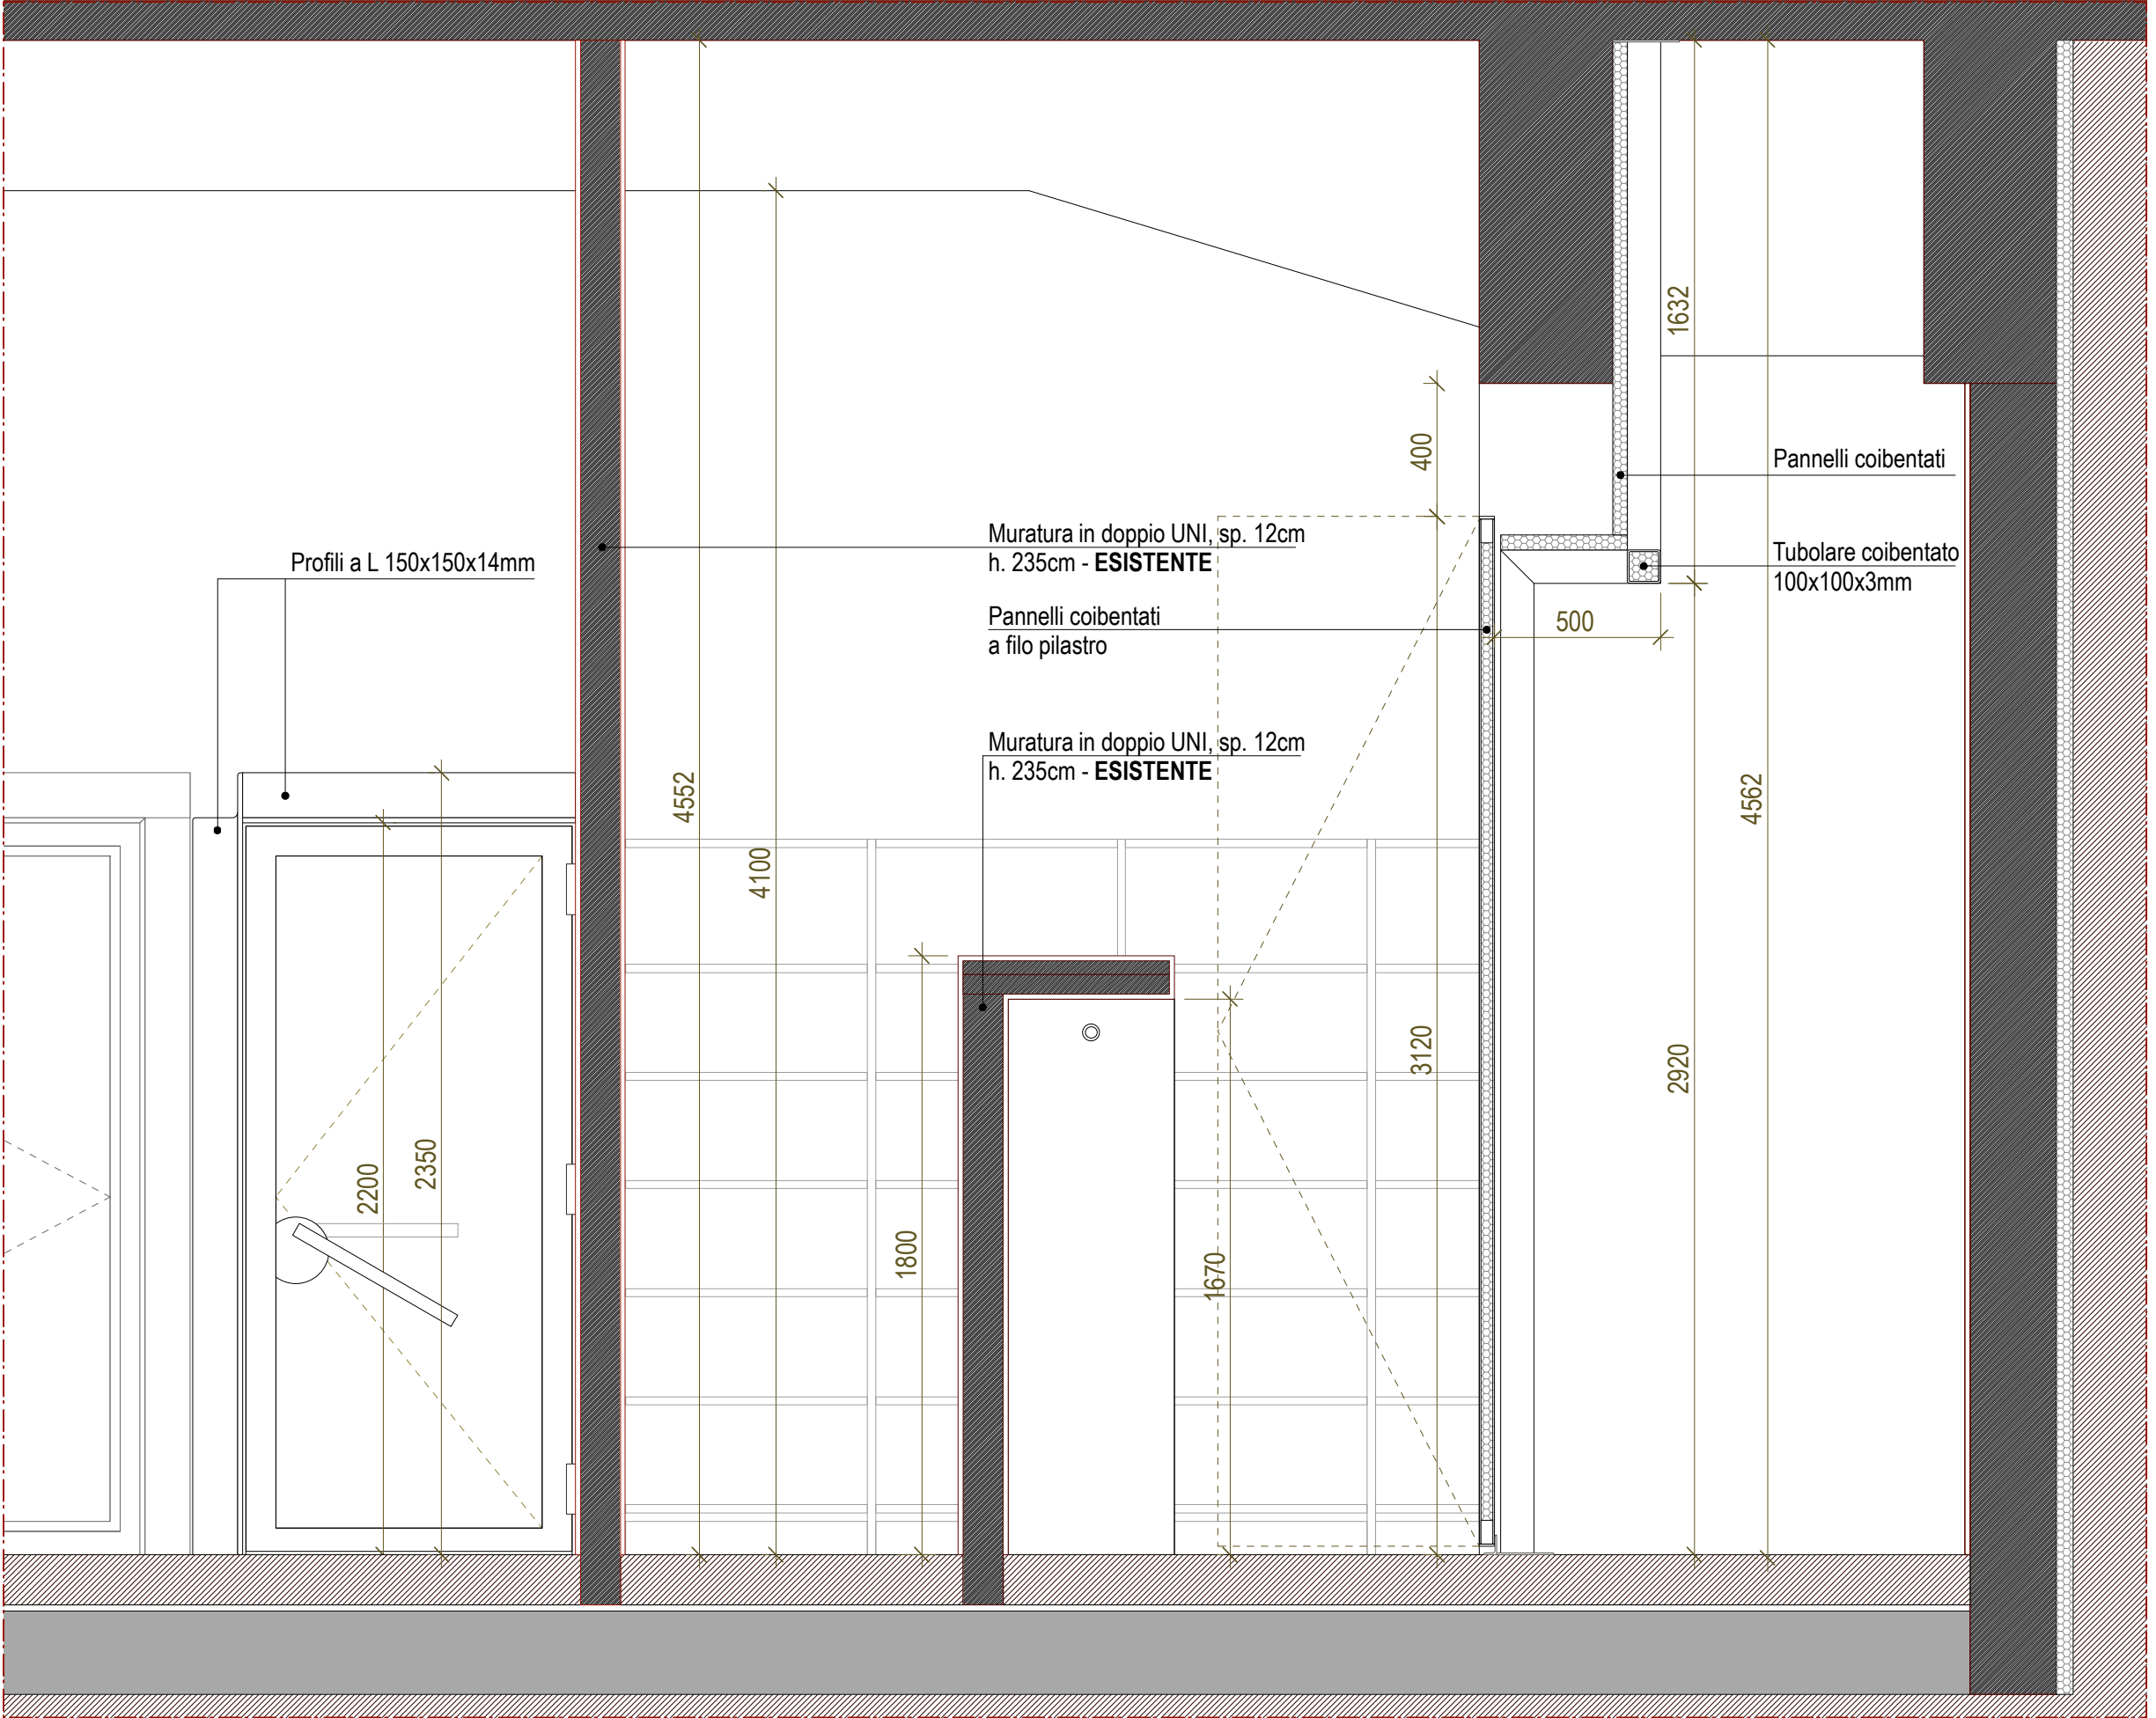 1632
400
Pannelli coibentati
Muratura in doppio UNI, sp. 12cm
h. 235cm - ESISTENTE
Profili a L 150x150x14mm
Tubolare coibentato
100x100x3mm
Pannelli coibentati
a filo pilastro
500
Muratura in doppio UNI, sp. 12cm
h. 235cm - ESISTENTE
4552
4562
4100
3120
2920
2350
2200
1800
1670